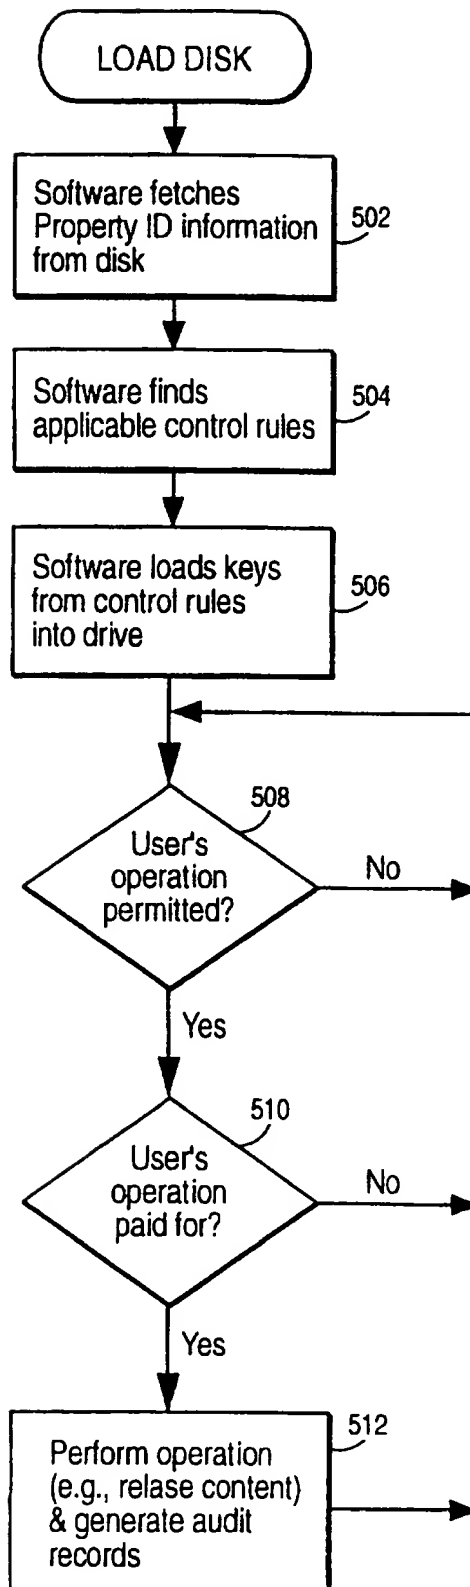 LOAD DISK
Software fetches
Property ID information
from disk
502
Software finds
applicable control rules
504
Software loads keys
from control rules
into drive
506
508
User's
operation
permitted?
No
Yes
510
User's
operation
paid for?
No
Yes
512
Perform operation
(e.g., relase content)
& generate audit
records